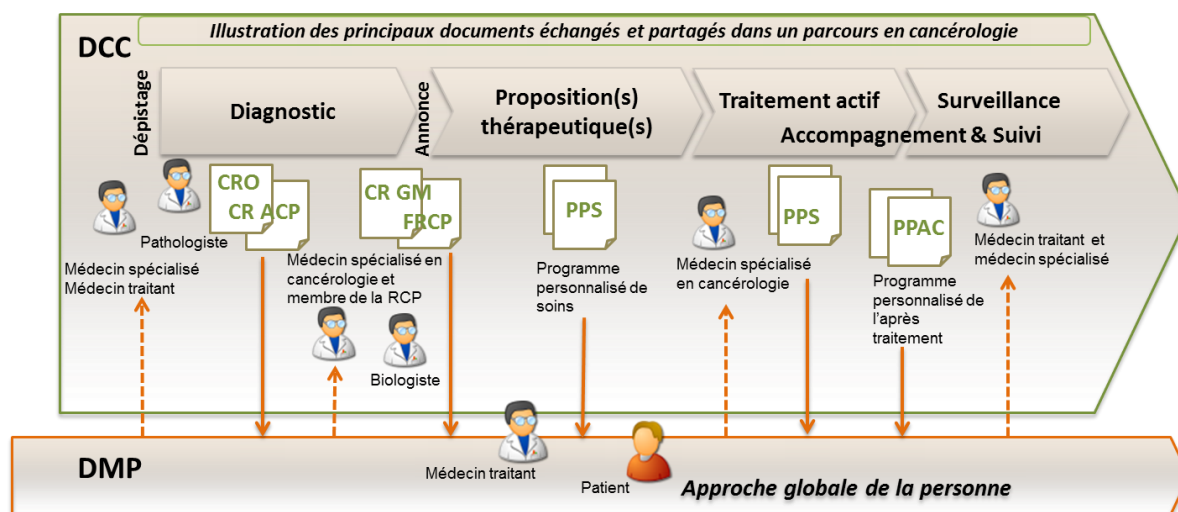 Illustration des principaux documents échangés et partagés dans un parcours en cancérologie
DCC
Dépistage
Diagnostic
Annonce
Proposition(s)
thérapeutique(s)
Traitement actif
Surveillance
Accompagnement & Suivi
CRO
CR ACP
CR GM
FRCP
PPS
PPS
PPAC
Pathologiste
Médecin spécialisé
Médecin traitant
Médecin spécialisé en
cancérologie et
membre de la RCP
Biologiste
Programme
personnalisé de
soins
Médecin spécialisé
en cancérologie
Programme
personnalisé de
l'après
traitement
Médecin traitant et
médecin spécialisé
DMP
Médecin traitant
Patient
Approche globale de la personne